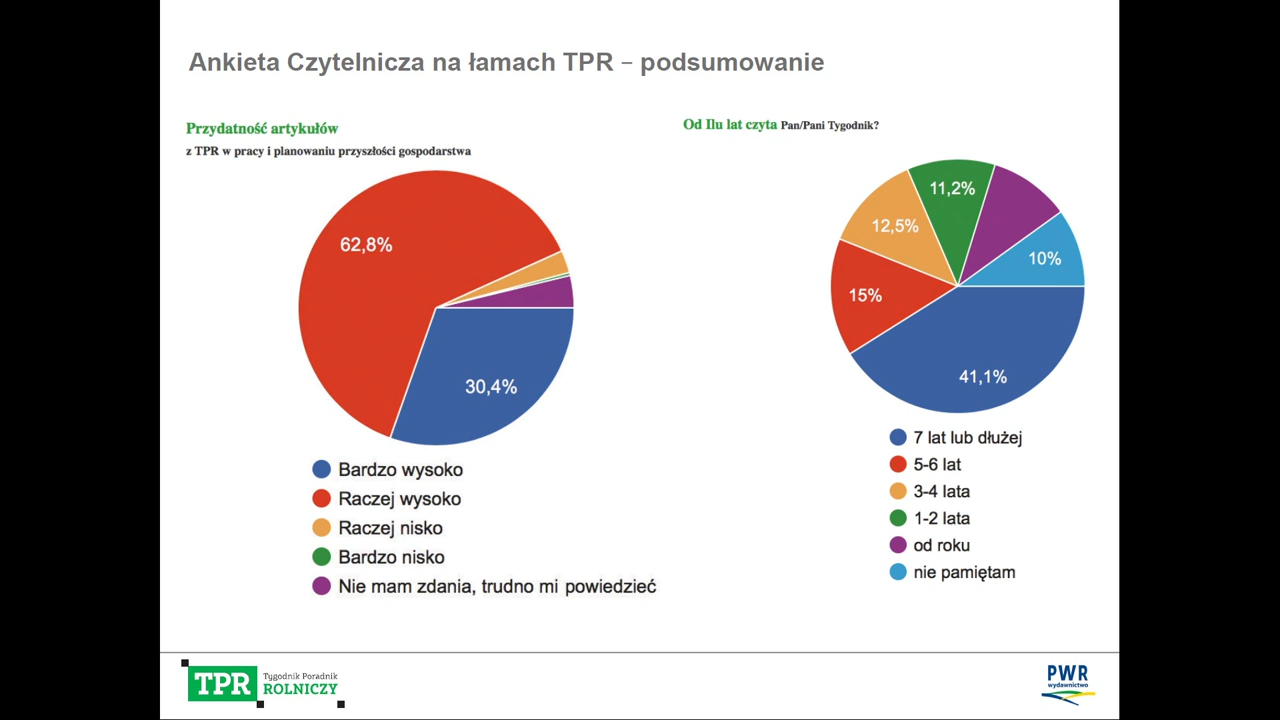 Ankieta Czytelnicza na łamach TPR – podsumowanie
Przydatność artykułów
z TPR w pracy i planowaniu przyszłości gospodarstwa
62,8%
30,4%
Bardzo wysoko
Raczej wysoko
Raczej nisko
Bardzo nisko
Nie mam zdania, trudno mi powiedzieć
Od Ilu lat czyta Pan/Pani Tygodnik?
11,2%
12,5%
10%
15%
41,1%
7 lat lub dłużej
5-6 lat
3-4 lata
1-2 lata
od roku
nie pamiętam
TPR
Tygodnik Poradnik
ROLNICZY
PWR
wydawnictwo